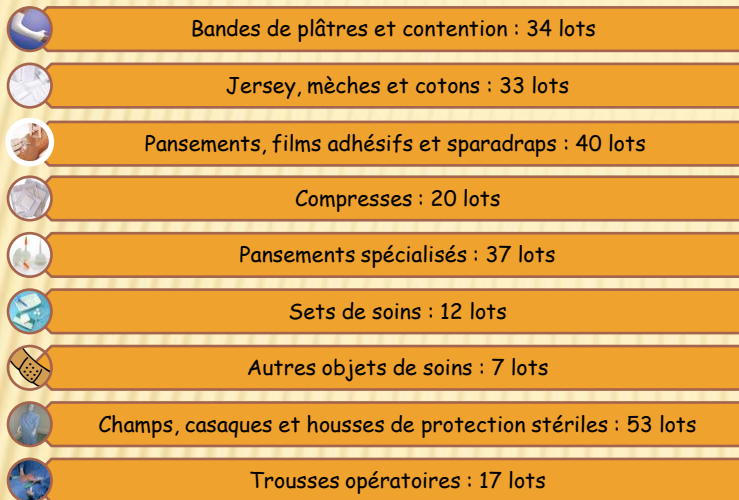 Bandes de plâtres et contention : 34 lots
Jersey, mèches et cotons : 33 lots
Pansements, films adhésifs et sparadraps : 40 lots
Compresses : 20 lots
Pansements spécialisés : 37 lots
Sets de soins : 12 lots
Autres objets de soins : 7 lots
Champs, casaques et housses de protection stériles : 53 lots
Trousses opératoires : 17 lots